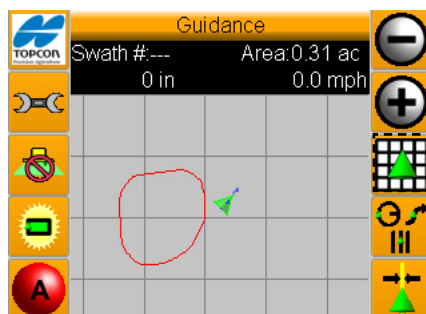 Guidance
TOPCON
Precision Agriculture
Swath #:--- Area:0.31 ac
0 in 0.0 mph
A